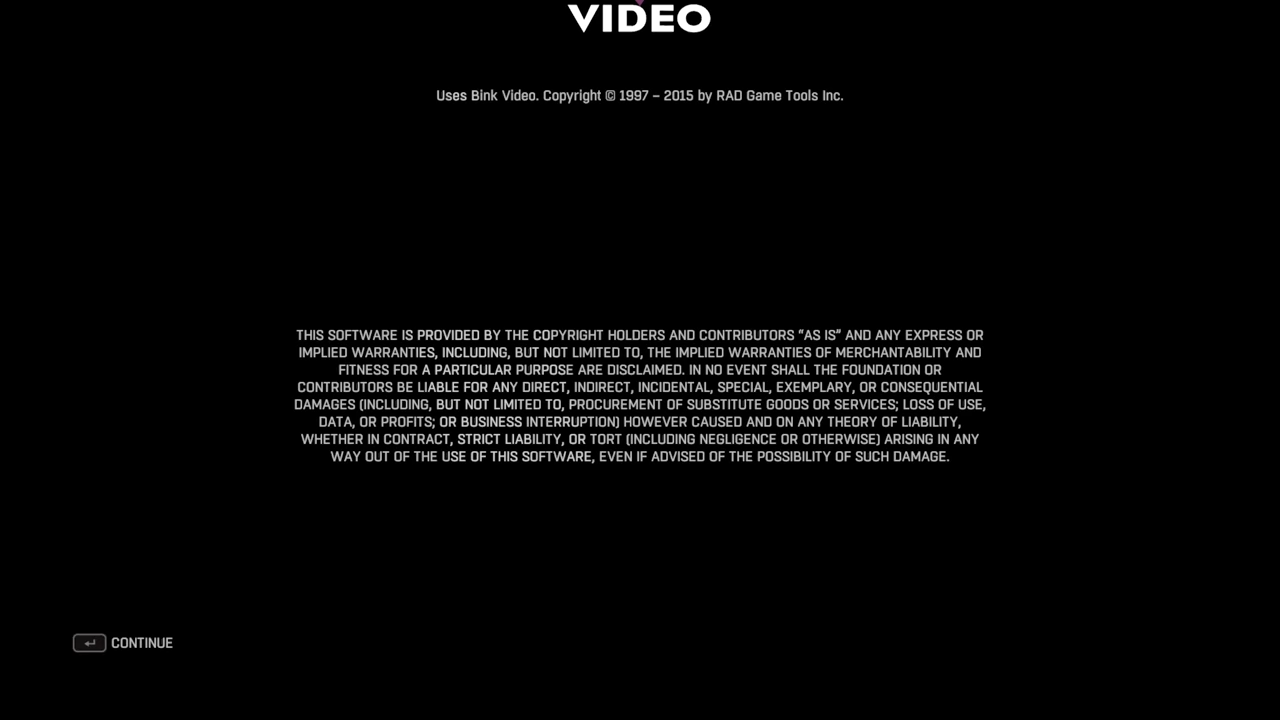 VIDEO
Uses Bink Video. Copyright © 1997 – 2015 by RAD Game Tools Inc.
THIS SOFTWARE IS PROVIDED BY THE COPYRIGHT HOLDERS AND CONTRIBUTORS “AS IS” AND ANY EXPRESS OR
IMPLIED WARRANTIES, INCLUDING, BUT NOT LIMITED TO, THE IMPLIED WARRANTIES OF MERCHANTABILITY AND
FITNESS FOR A PARTICULAR PURPOSE ARE DISCLAIMED. IN NO EVENT SHALL THE FOUNDATION OR
CONTRIBUTORS BE LIABLE FOR ANY DIRECT, INDIRECT, INCIDENTAL, SPECIAL, EXEMPLARY, OR CONSEQUENTIAL
DAMAGES (INCLUDING, BUT NOT LIMITED TO, PROCUREMENT OF SUBSTITUTE GOODS OR SERVICES; LOSS OF USE,
DATA, OR PROFITS; OR BUSINESS INTERRUPTION) HOWEVER CAUSED AND ON ANY THEORY OF LIABILITY,
WHETHER IN CONTRACT, STRICT LIABILITY, OR TORT (INCLUDING NEGLIGENCE OR OTHERWISE) ARISING IN ANY
WAY OUT OF THE USE OF THIS SOFTWARE, EVEN IF ADVISED OF THE POSSIBILITY OF SUCH DAMAGE.
CONTINUE